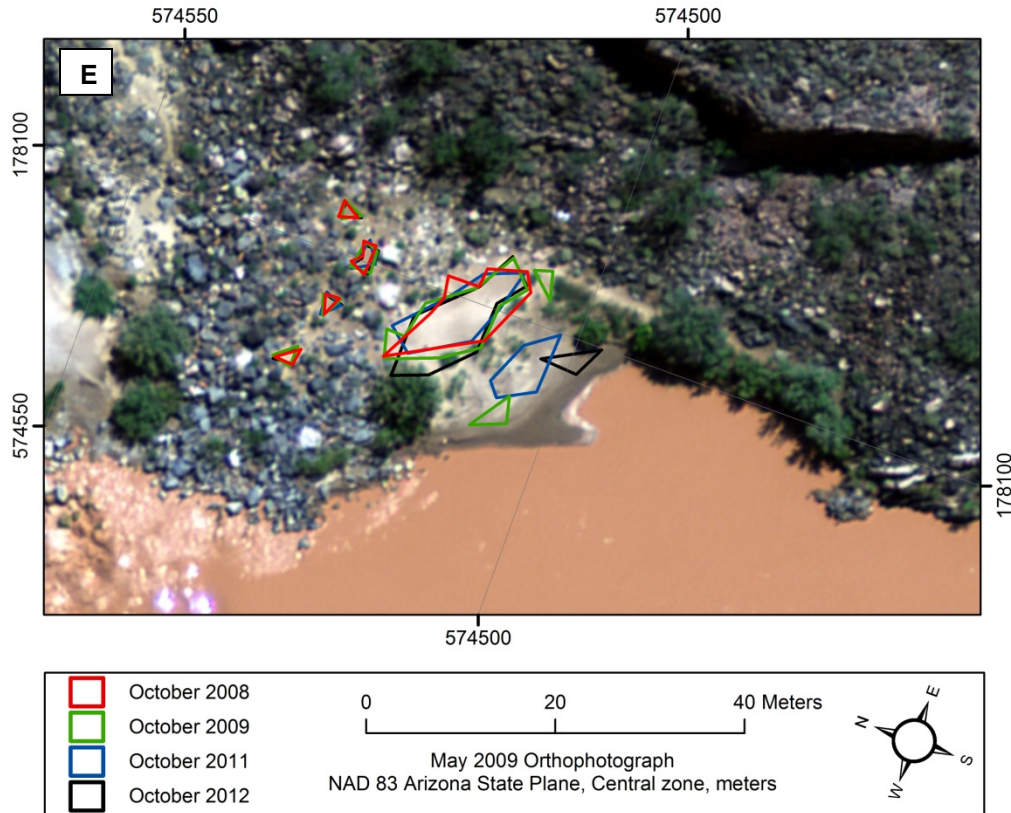 574550
574500
E
178100
574550
178100
574500
October 2008
October 2009
October 2011
October 2012
0
20
40 Meters
May 2009 Orthophotograph
NAD 83 Arizona State Plane, Central zone, meters
N
E
S
W